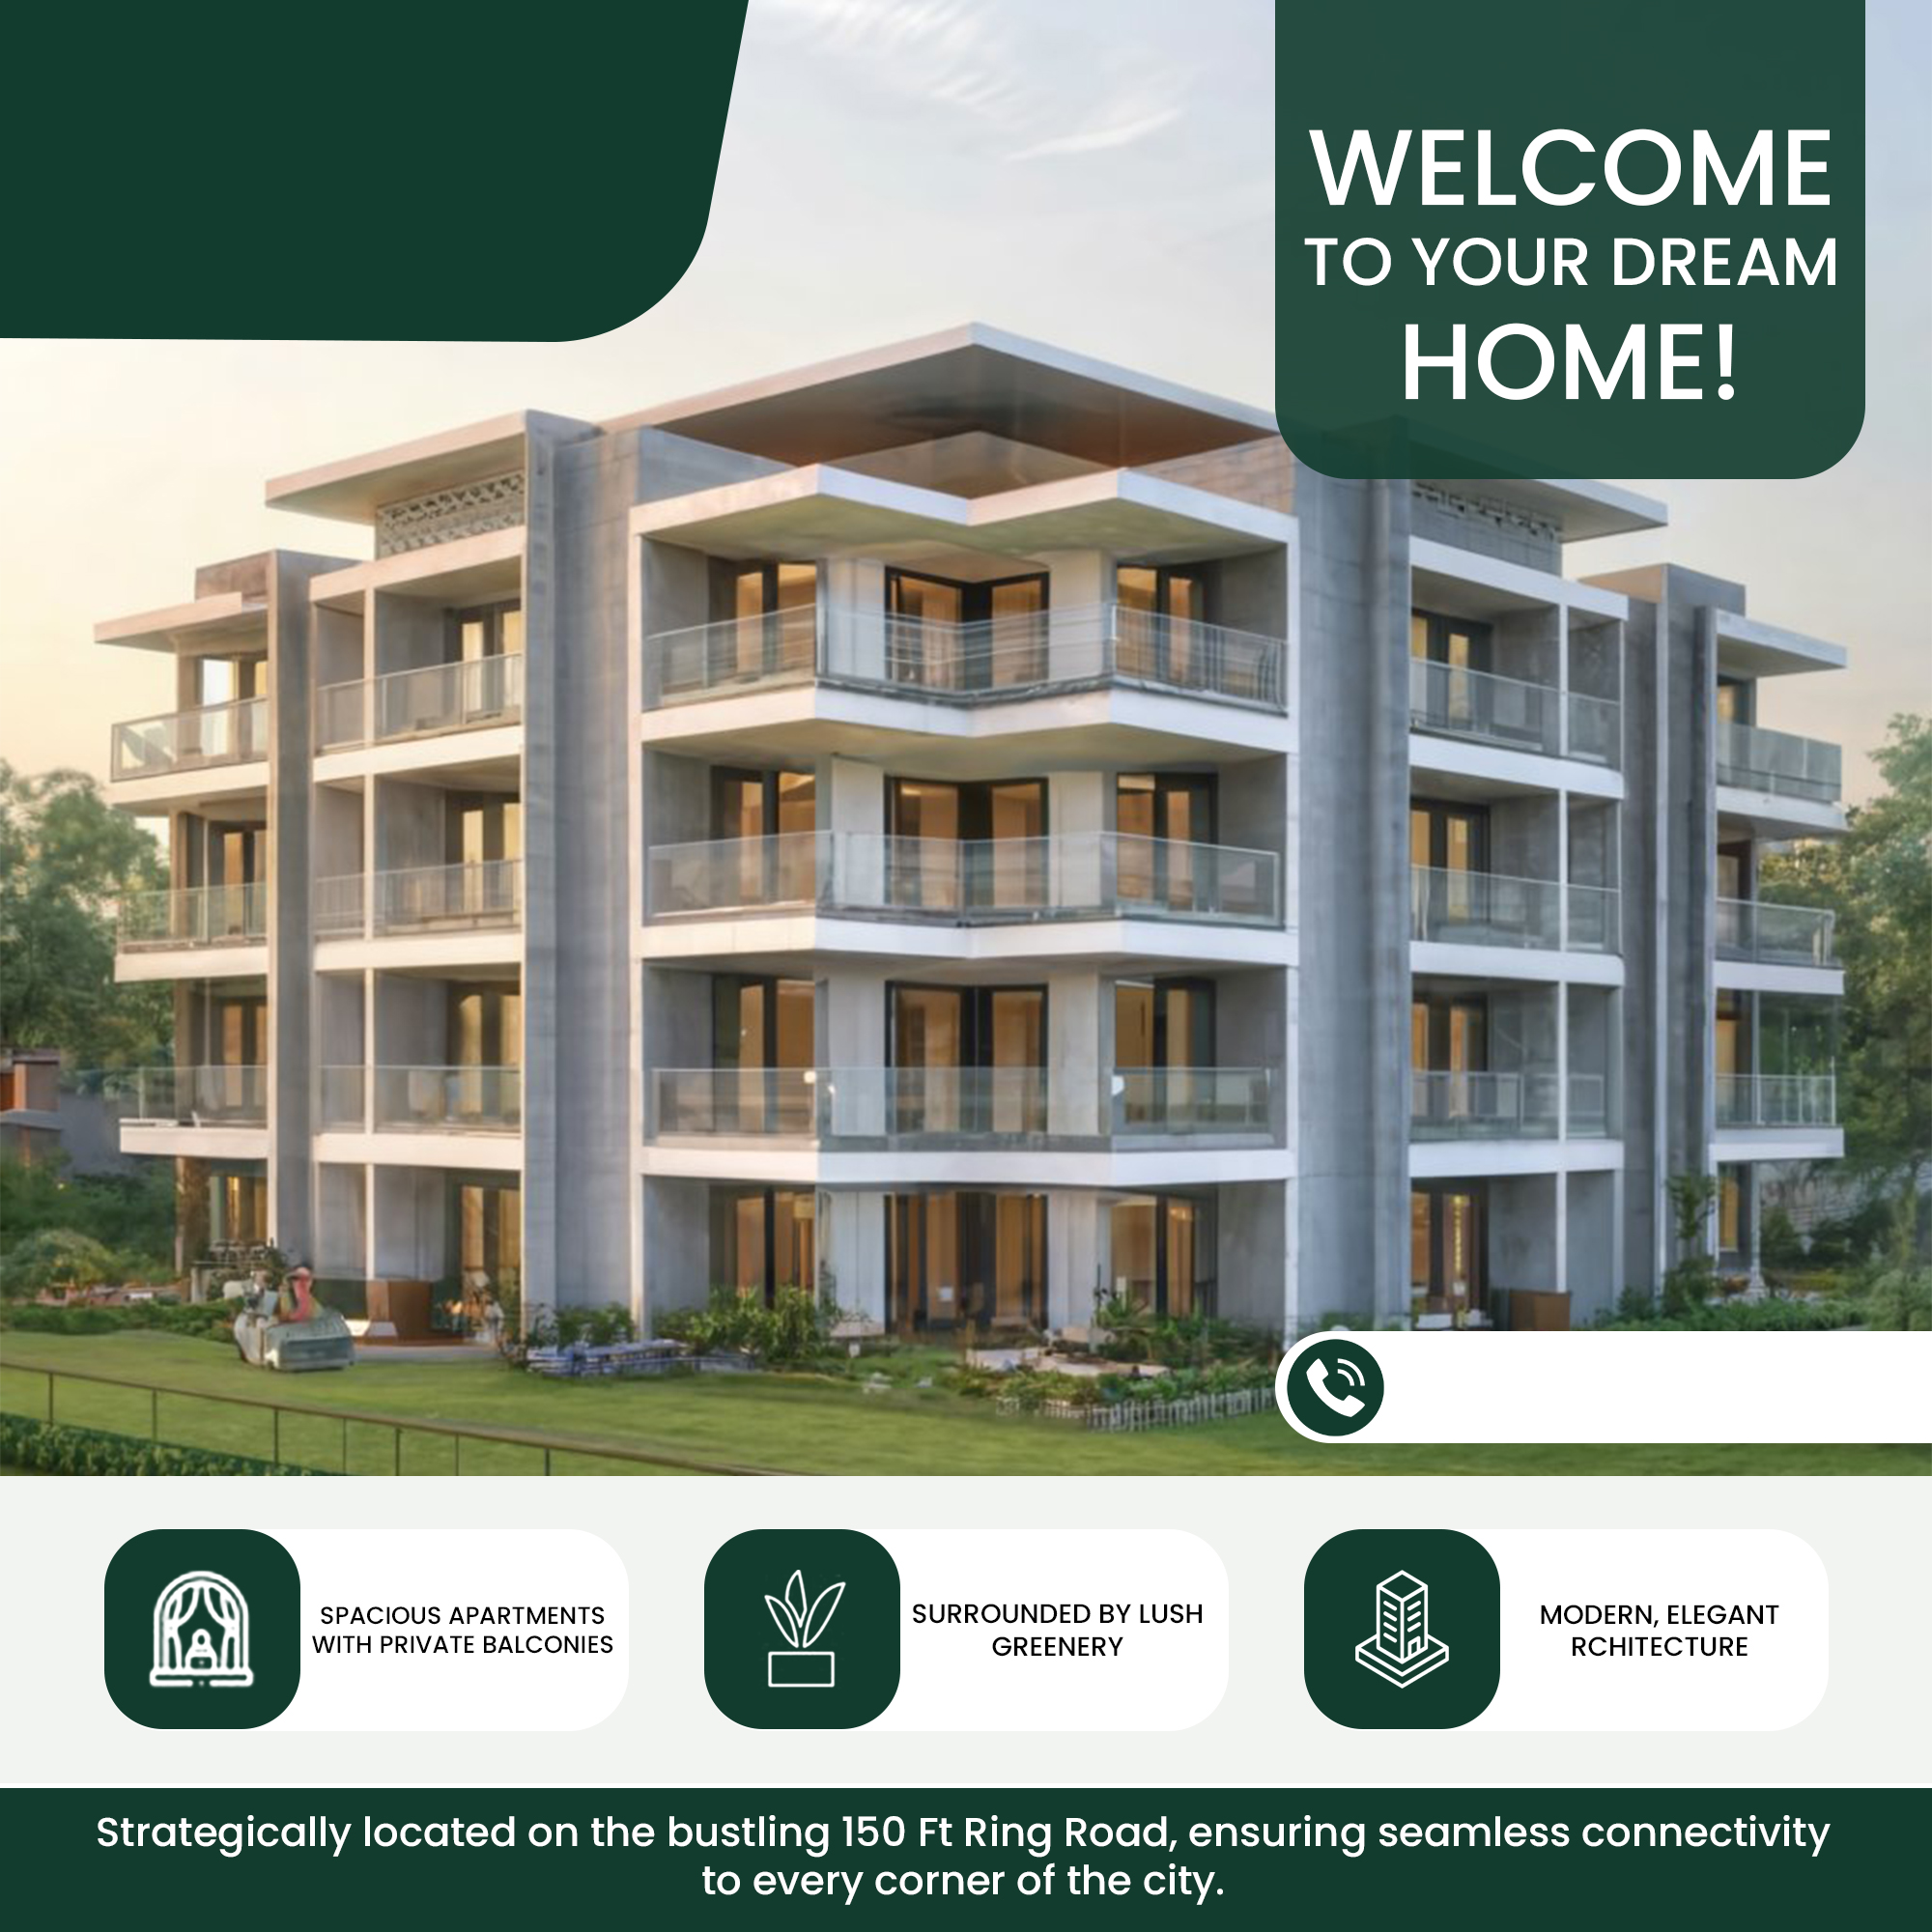 WELCOME
TO YOUR DREAM
HOME!
SPACIOUS APARTMENTS
WITH PRIVATE BALCONIES
SURROUNDED BY LUSH
GREENERY
MODERN, ELEGANT
RCHITECTURE
Strategically located on the bustling 150 Ft Ring Road, ensuring seamless connectivity
to every corner of the city.